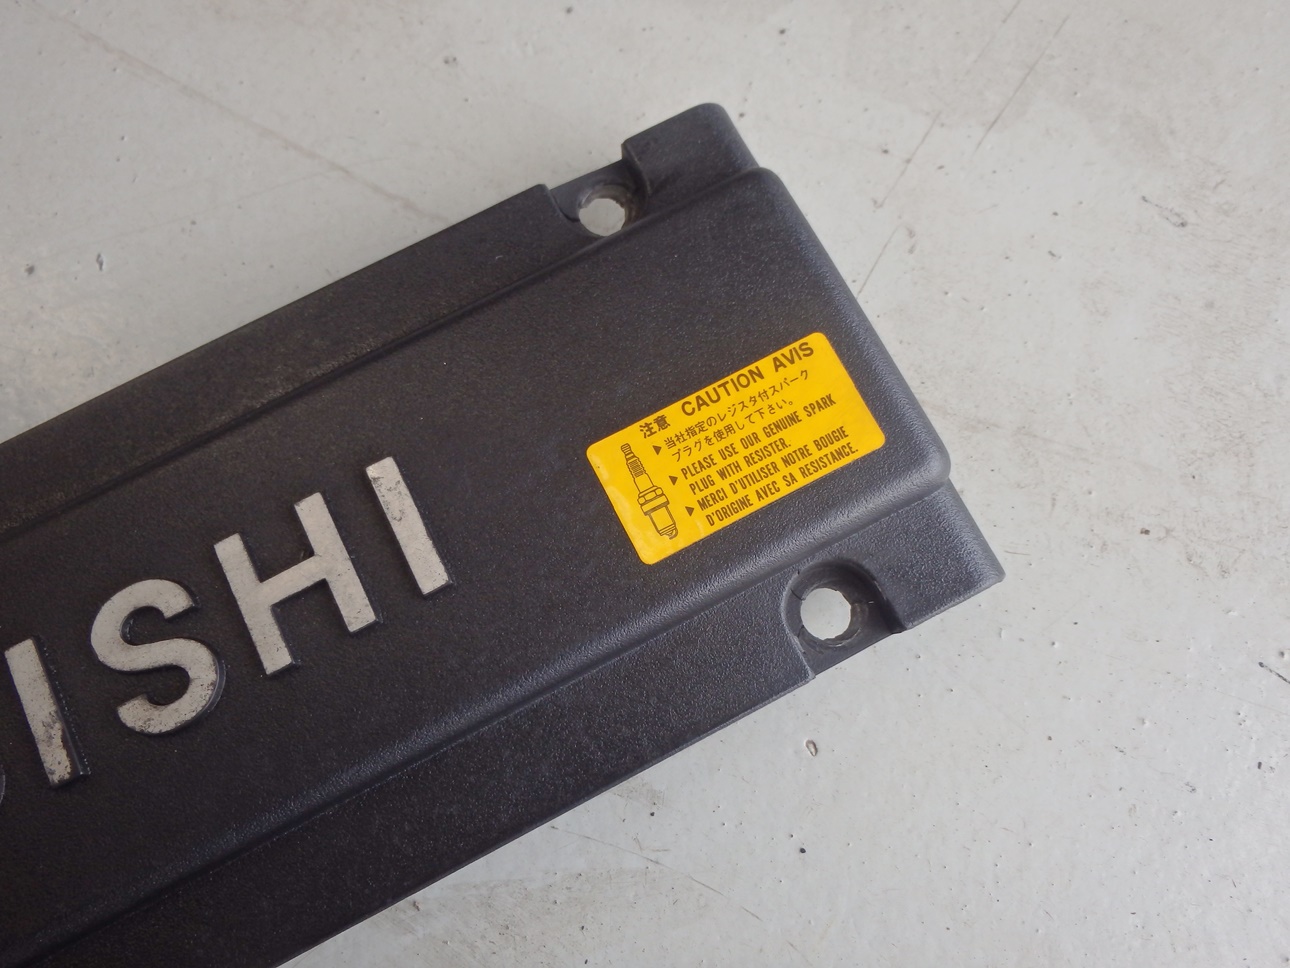 ISHI
注意 CAUTION AVIS
▶当社指定のレジスタ付スパーク
プラグを使用して下さい。
▶PLEASE USE OUR GENUINE SPARK
PLUG WITH RESISTER.
▶MERCI D'UTILISER NOTRE BOUGIE
D'ORIGINE AVEC SA RESISTANCE.